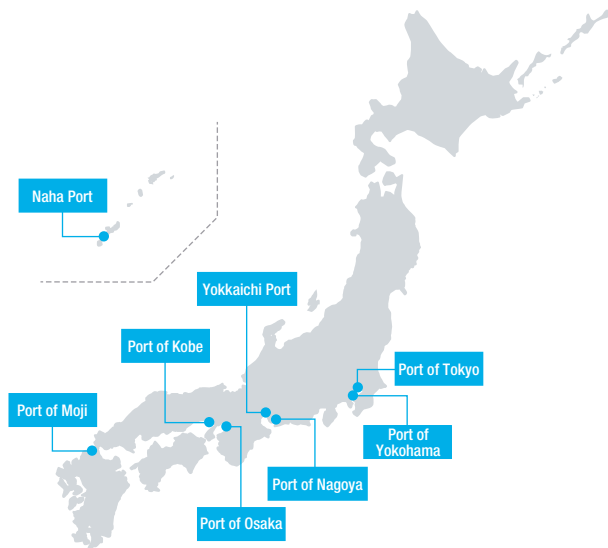 Naha Port
Yokkaichi Port
Port of Kobe
Port of Tokyo
Port of Moji
Port of
Yokohama
Port of Nagoya
Port of Osaka